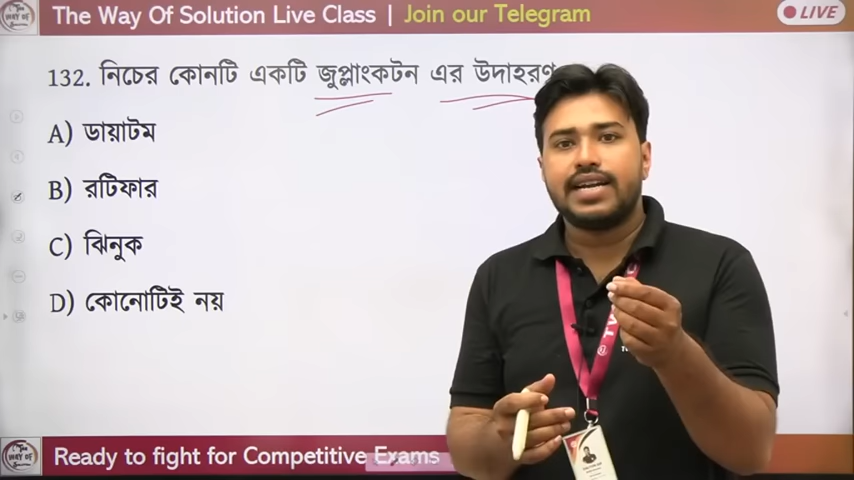 The Way Of Solution Live Class | Join our Telegram
LIVE
132. নিচের কোনটি একটি জুপ্লাংকটন এর উদাহরণ
A) ডায়াটম
B) রটিফার
C) ঝিনুক
D) কোনোটিই নয়
Ready to fight for Competitive Exams